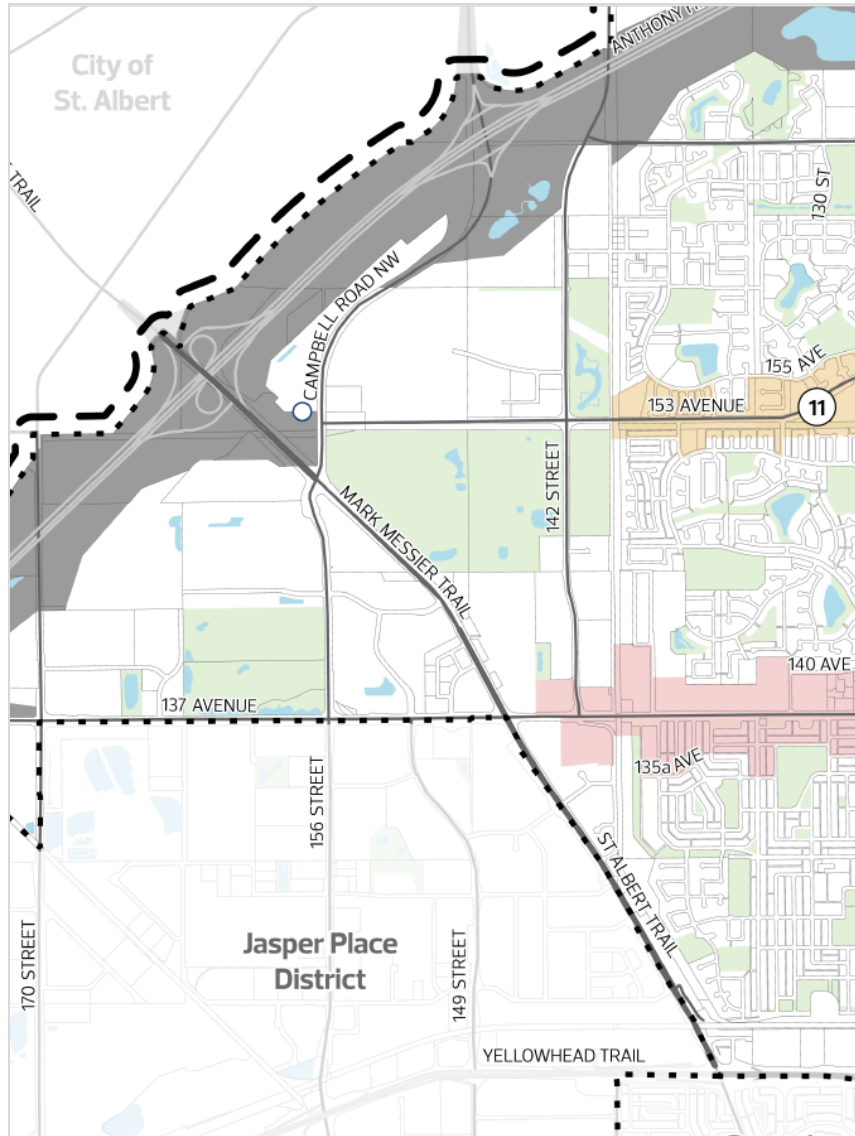 ANTHONY H
City of
St. Albert
TRAIL
130 ST
CAMPBELL ROAD NW
155 AVE
153 AVENUE
11
142 STREET
MARK MESSIER TRAIL
140 AVE
137 AVENUE
135a AVE
156 STREET
ST ALBERT TRAIL
170 STREET
Jasper Place
District
149 STREET
YELLOWHEAD TRAIL